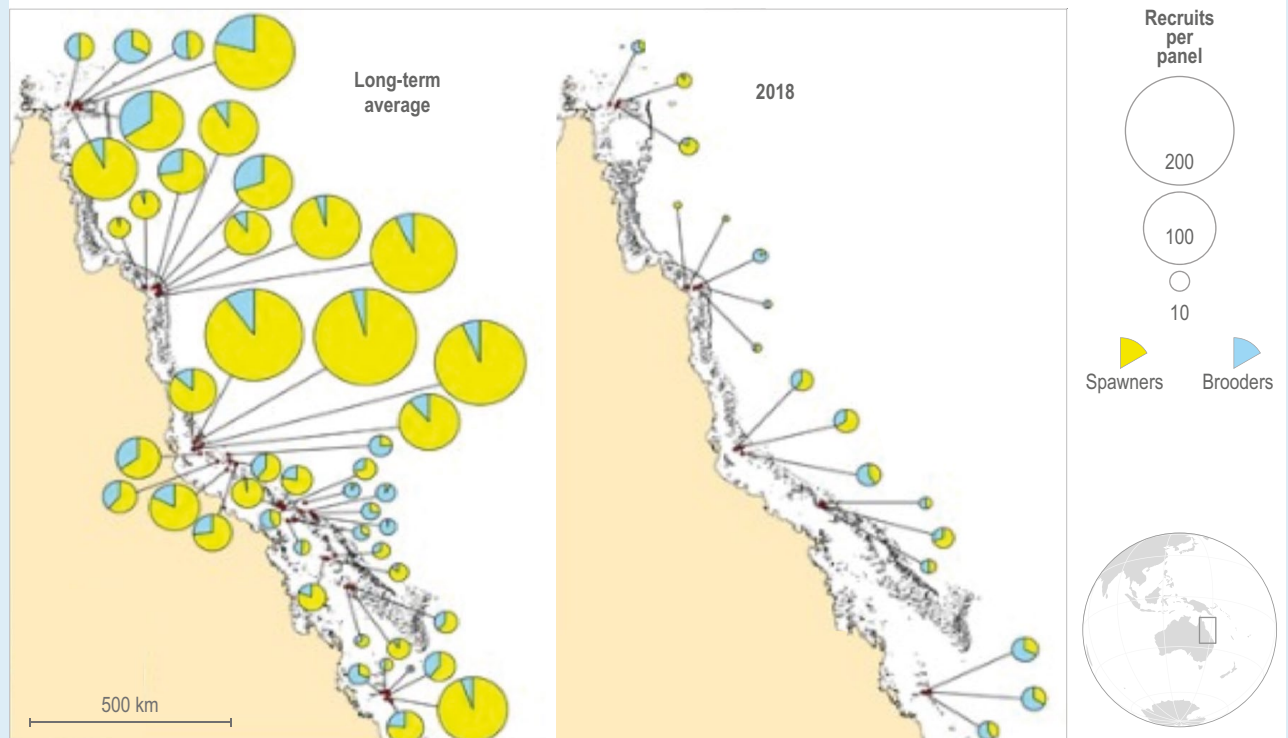 Long-term
average
2018
Recruits
per
panel
200
100
10
Spawners
Brooders
500 km